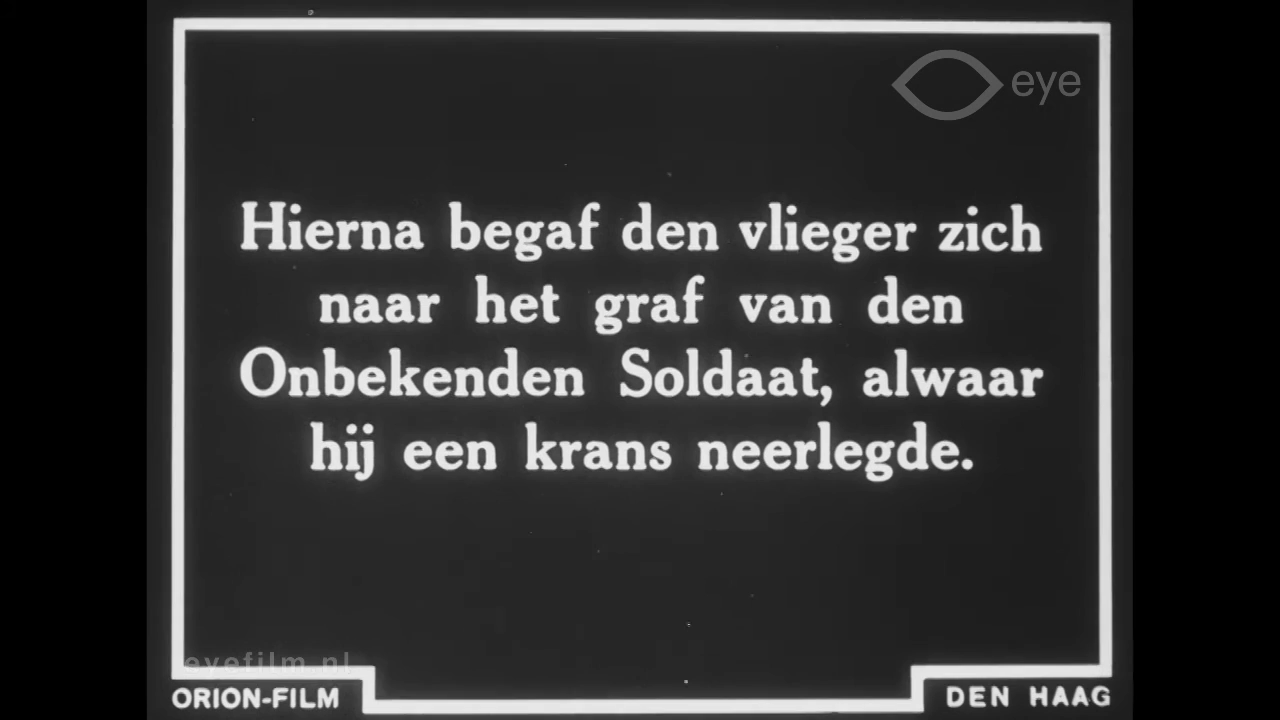 eye
Hierna begaf den vlieger zich
naar het graf van den
Onbekenden Soldaat, alwaar
hij een krans neerlegde.
eyefilm.nl
ORION-FILM
DEN HAAG